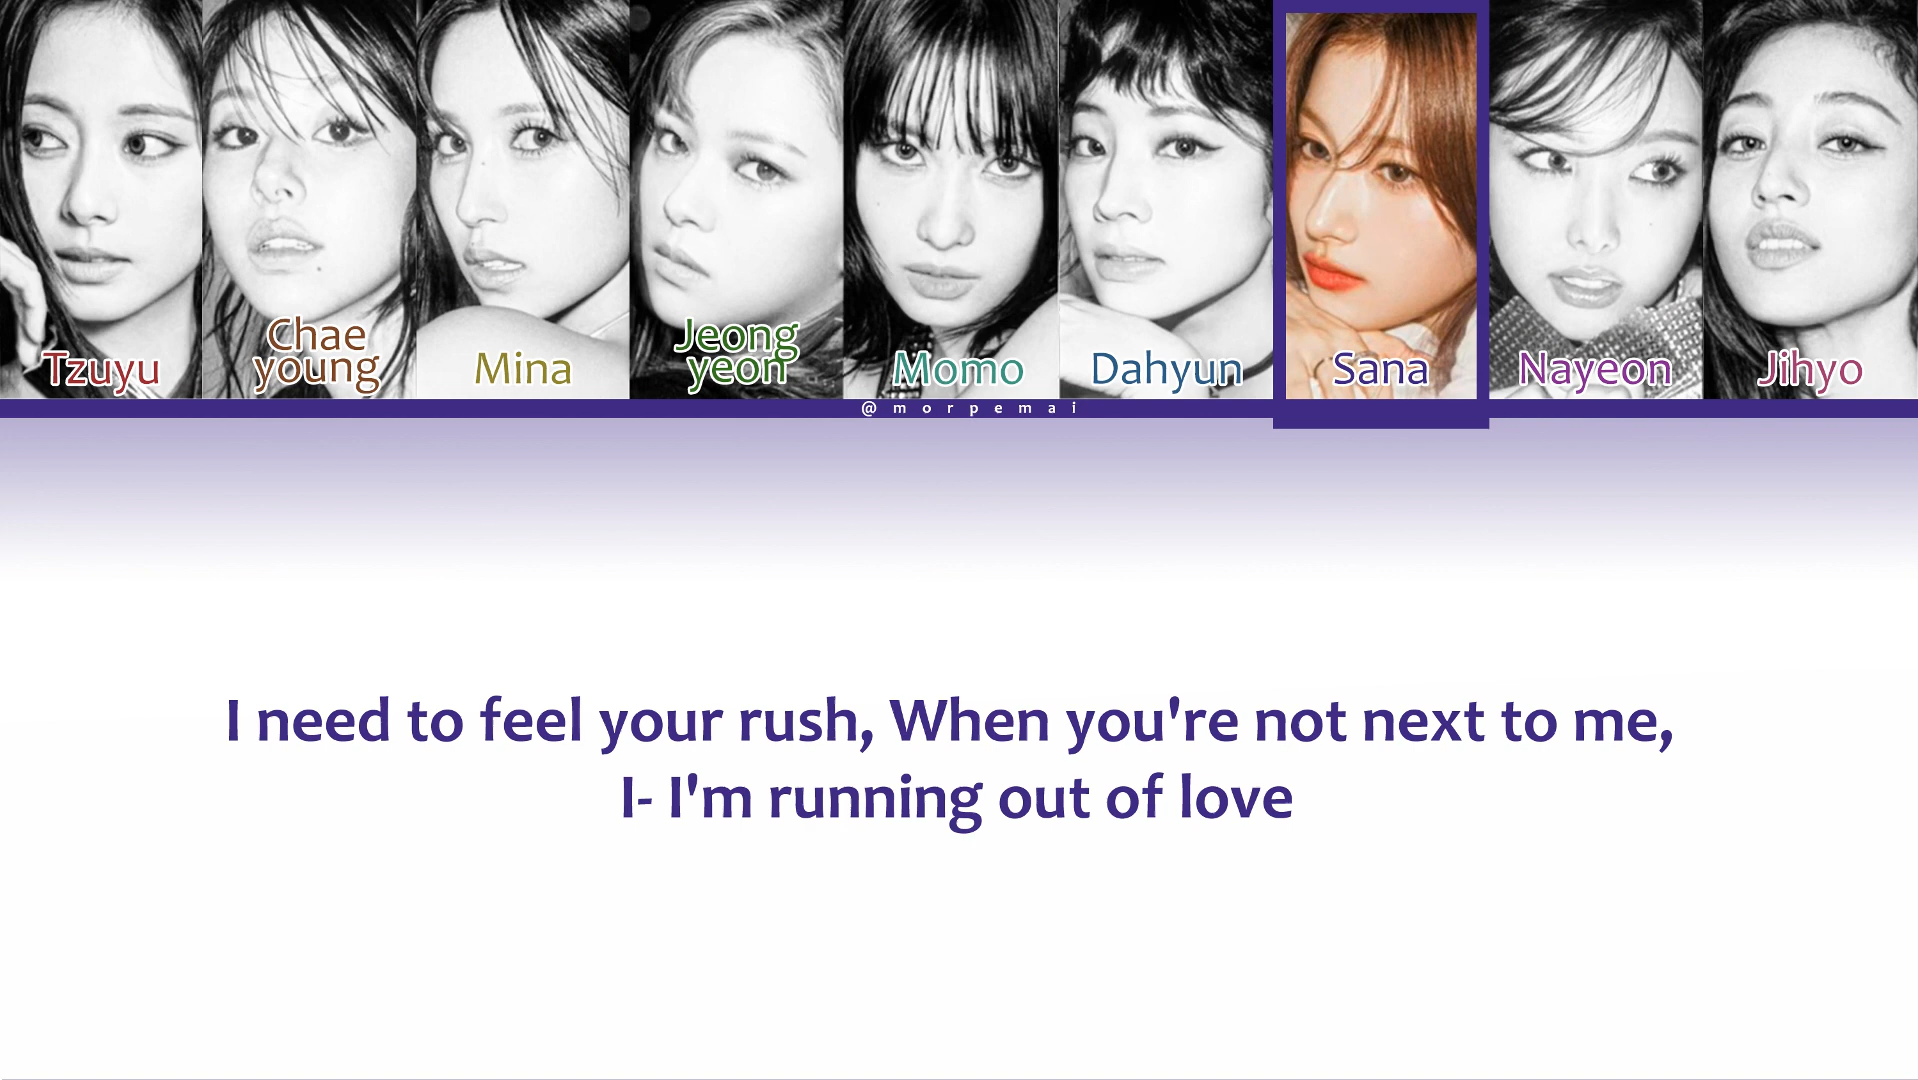 Tzuyu
Chae
young
Mina
Jeong
yeon
Momo
Dahyun
Sana
Nayeon
Jihyo
@morpemai
I need to feel your rush, When you're not next to me,
I- I'm running out of love